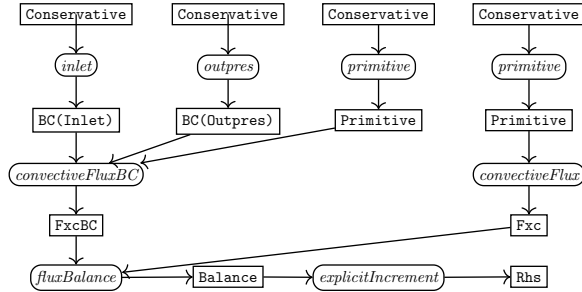 Conservative Conservative Conservative Conservative
inlet outpres primitive primitive
BC(Inlet) BC(Outpres) Primitive Primitive
convectiveFluxBC convectiveFlux
FxcBC Fxc
fluxBalance Balance explicitIncrement Rhs